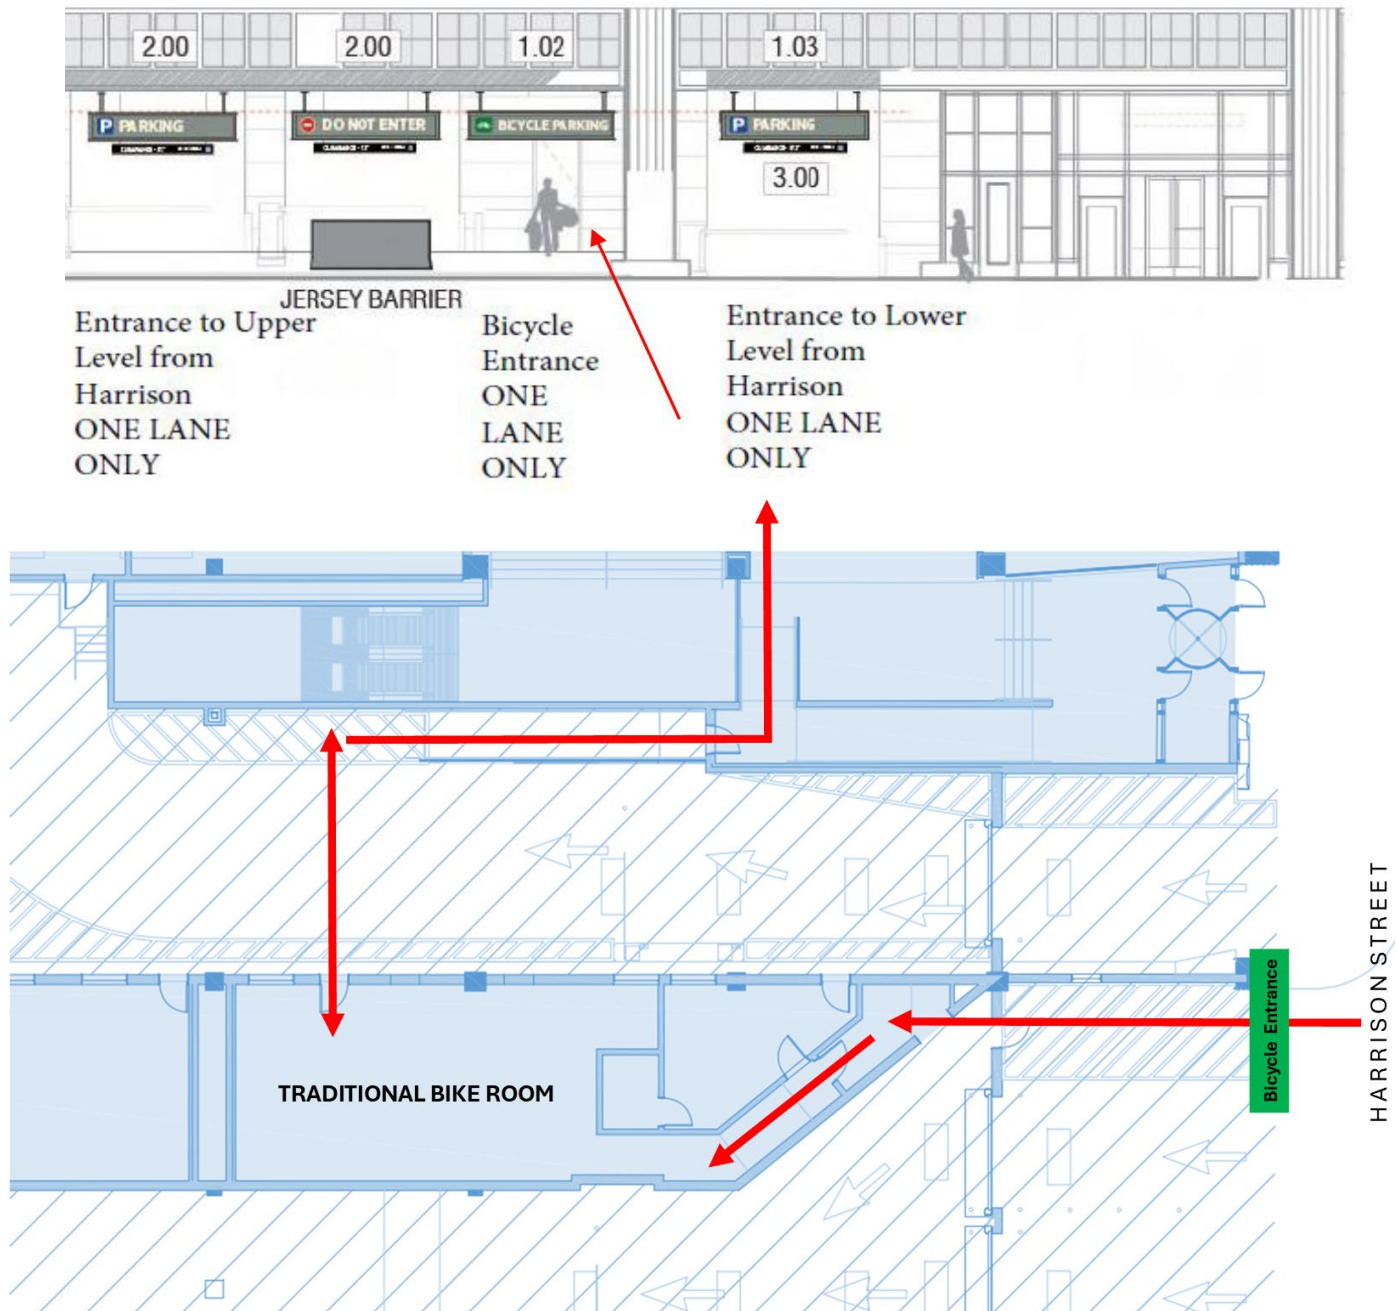 2.00
2.00
1.02
1.03
P PARKING
DO NOT ENTER
BICYCLE PARKING
P PARKING
3.00
JERSEY BARRIER
Entrance to Upper
Level from
Harrison
ONE LANE
ONLY
Bicycle
Entrance
ONE
LANE
ONLY
Entrance to Lower
Level from
Harrison
ONE LANE
ONLY
TRADITIONAL BIKE ROOM
Bicycle Entrance
HARRISON STREET